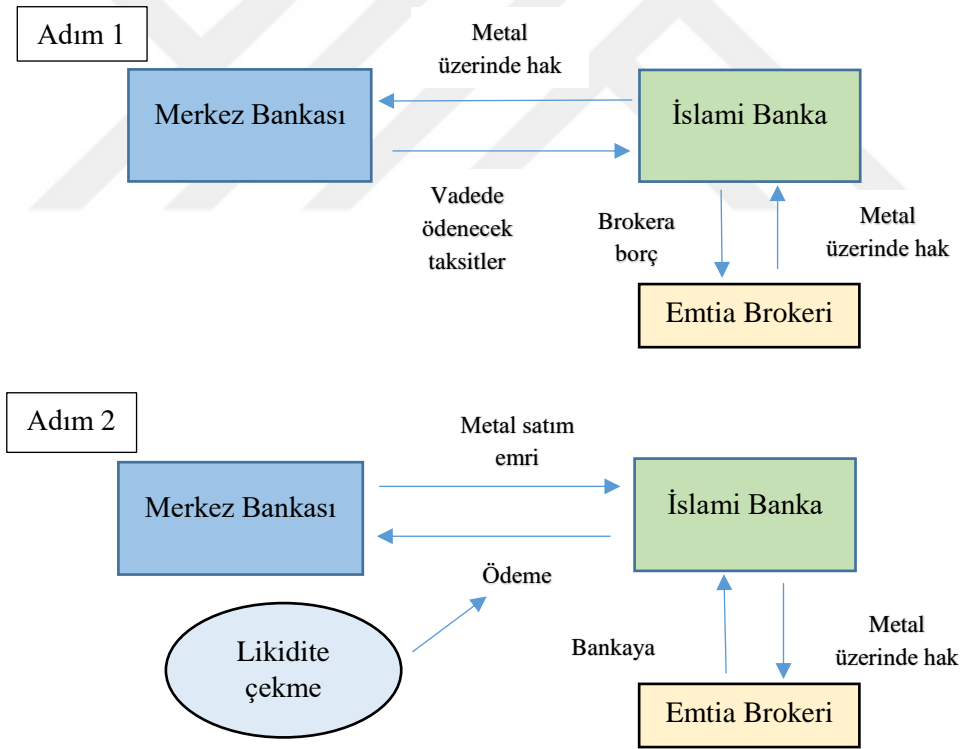 Adım 1
Metal
üzerinde hak
Merkez Bankası
İslami Banka
Vadede
ödenecek
taksitler
Brokera
borç
Metal
üzerinde hak
Emtia Brokeri
Adım 2
Metal satım
emri
Merkez Bankası
İslami Banka
Ödeme
Likidite
çekme
Bankaya
Metal
üzerinde hak
Emtia Brokeri